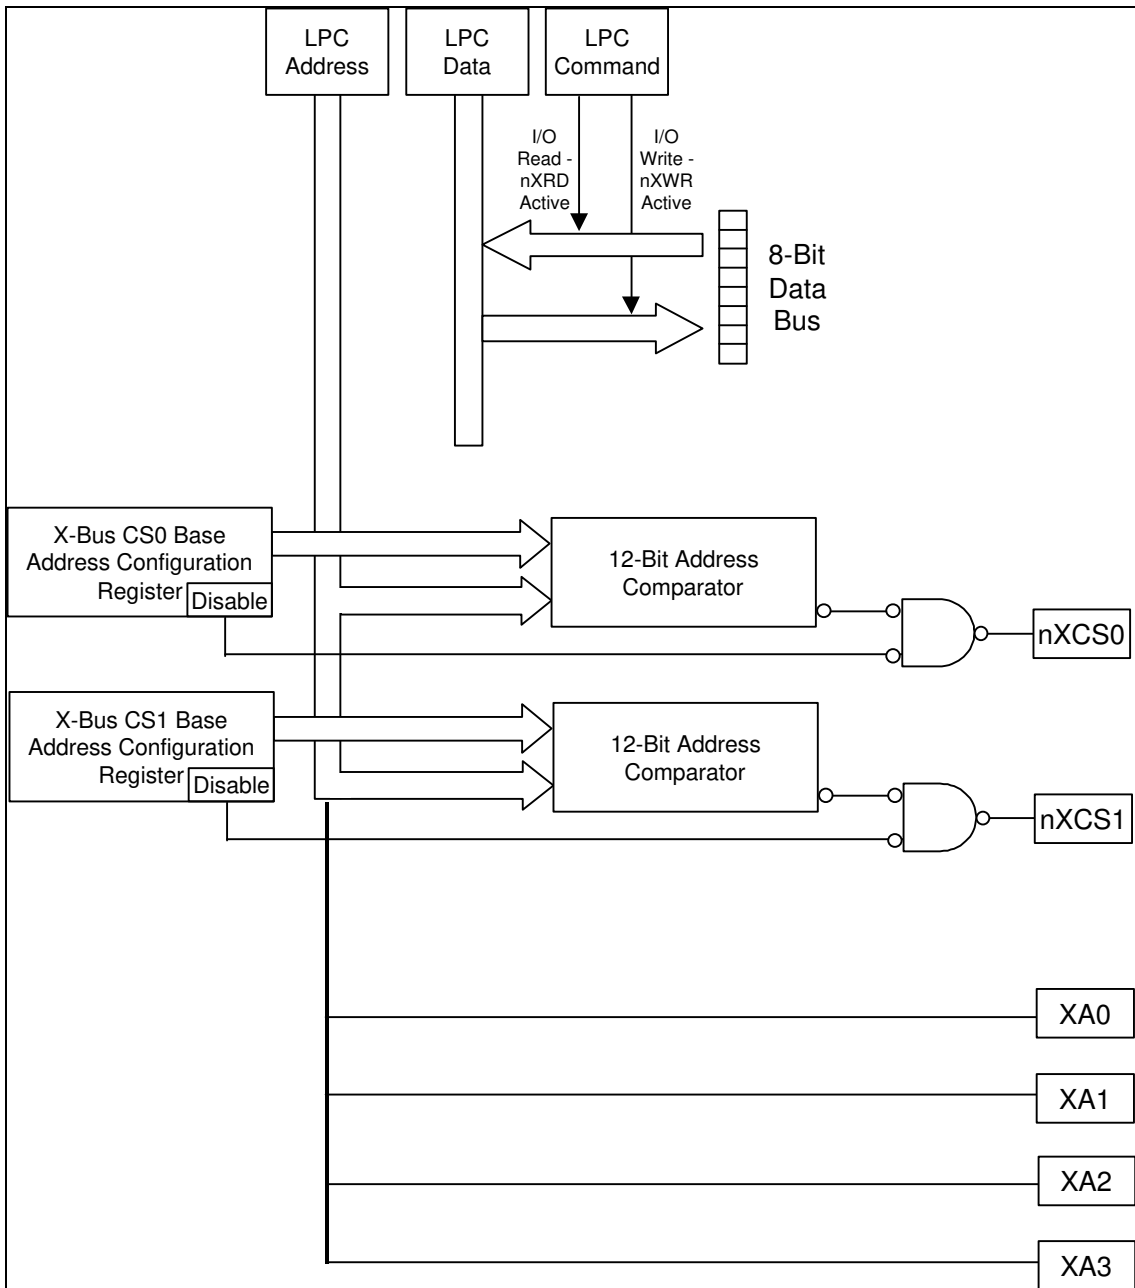 LPC
Address
LPC
Data
LPC
Command
I/O
Read -
nXRD
Active
I/O
Write -
nXWR
Active
8-Bit
Data
Bus
X-Bus CS0 Base
Address Configuration
Register
Disable
12-Bit Address
Comparator
nXCS0
X-Bus CS1 Base
Address Configuration
Register
Disable
12-Bit Address
Comparator
nXCS1
XA0
XA1
XA2
XA3